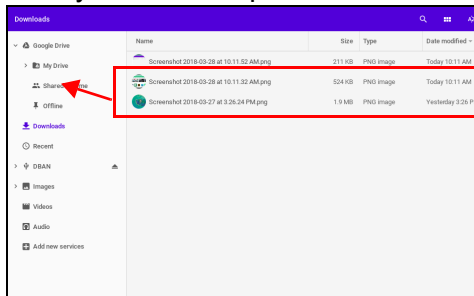 Downloads
Google Drive
My Drive
Shared me
Offline
Downloads
Recent
DBAN
Images
Videos
Audio
Add new services
Name Size Type Date modified
Screenshot 2018-03-28 at 10.11.52 AM.png 211 KB PNG image Today 10:11 AM
Screenshot 2018-03-28 at 10.11.32 AM.png 524 KB PNG image Today 10:11 AM
Screenshot 2018-03-27 at 3.26.24 PM.png 1.9 MB PNG image Yesterday 3:26 P